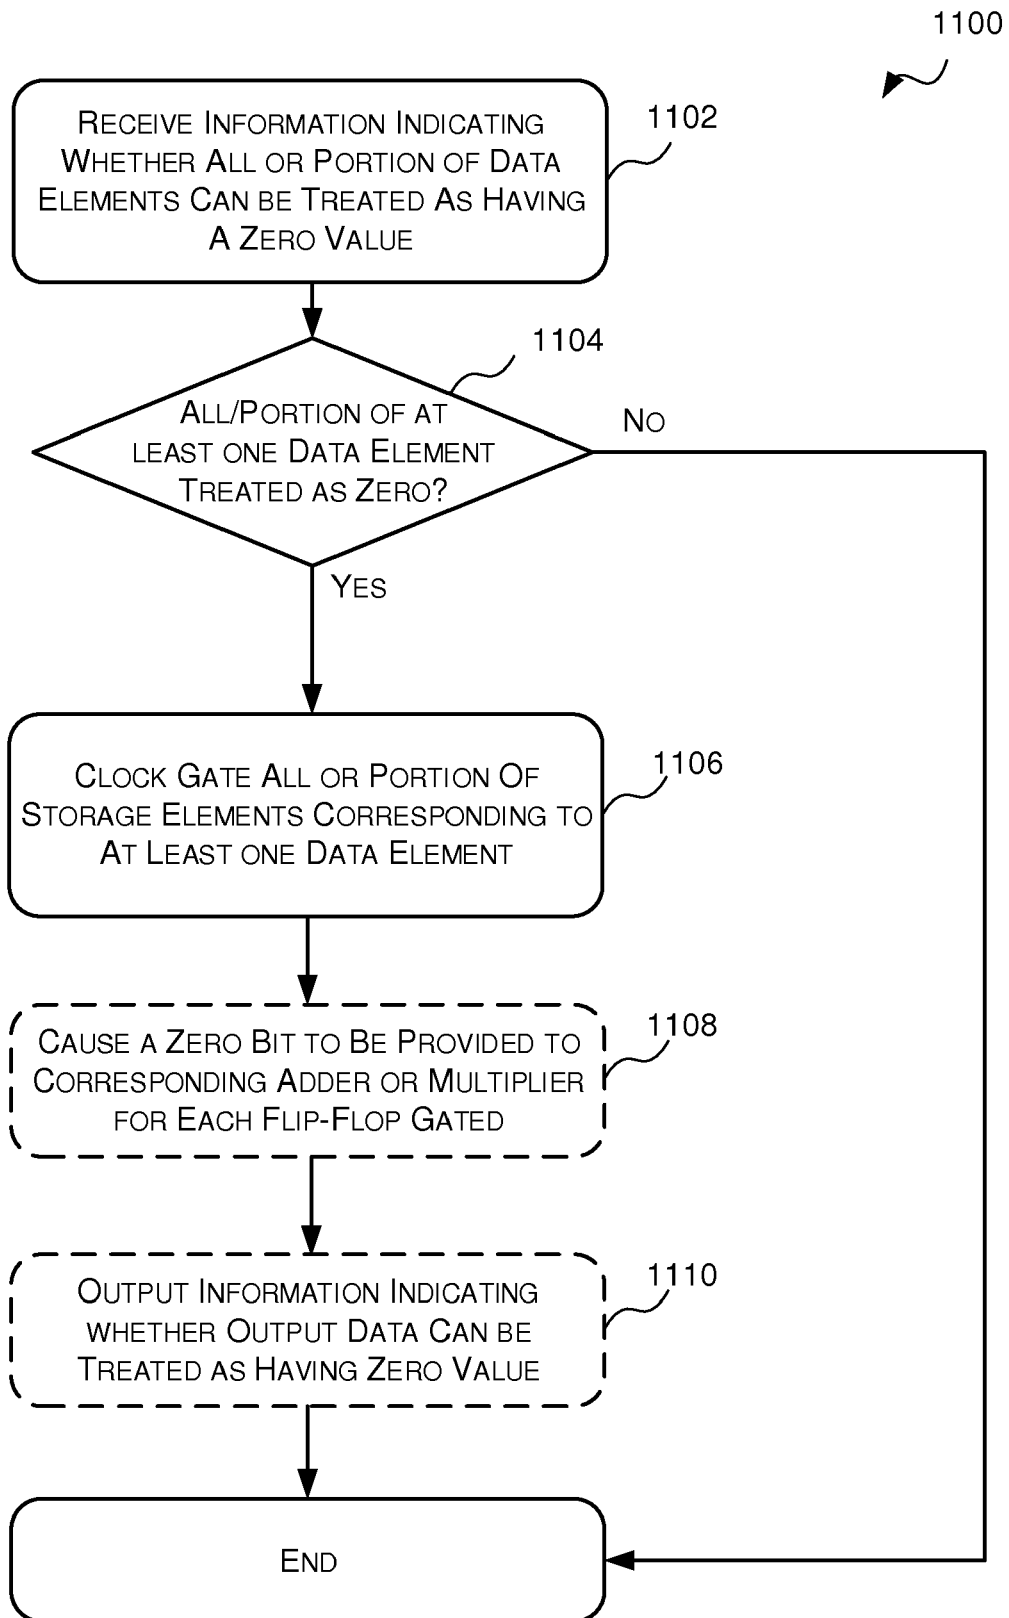 1100
RECEIVE INFORMATION INDICATING
WHETHER ALL OR PORTION OF DATA
ELEMENTS CAN BE TREATED AS HAVING
A ZERO VALUE
1102
1104
ALL/PORTION OF AT
LEAST ONE DATA ELEMENT
TREATED AS ZERO?
NO
YES
CLOCK GATE ALL OR PORTION OF
STORAGE ELEMENTS CORRESPONDING TO
AT LEAST ONE DATA ELEMENT
1106
CAUSE A ZERO BIT TO BE PROVIDED TO
CORRESPONDING ADDER OR MULTIPLIER
FOR EACH FLIP-FLOP GATED
1108
OUTPUT INFORMATION INDICATING
WHETHER OUTPUT DATA CAN BE
TREATED AS HAVING ZERO VALUE
1110
END